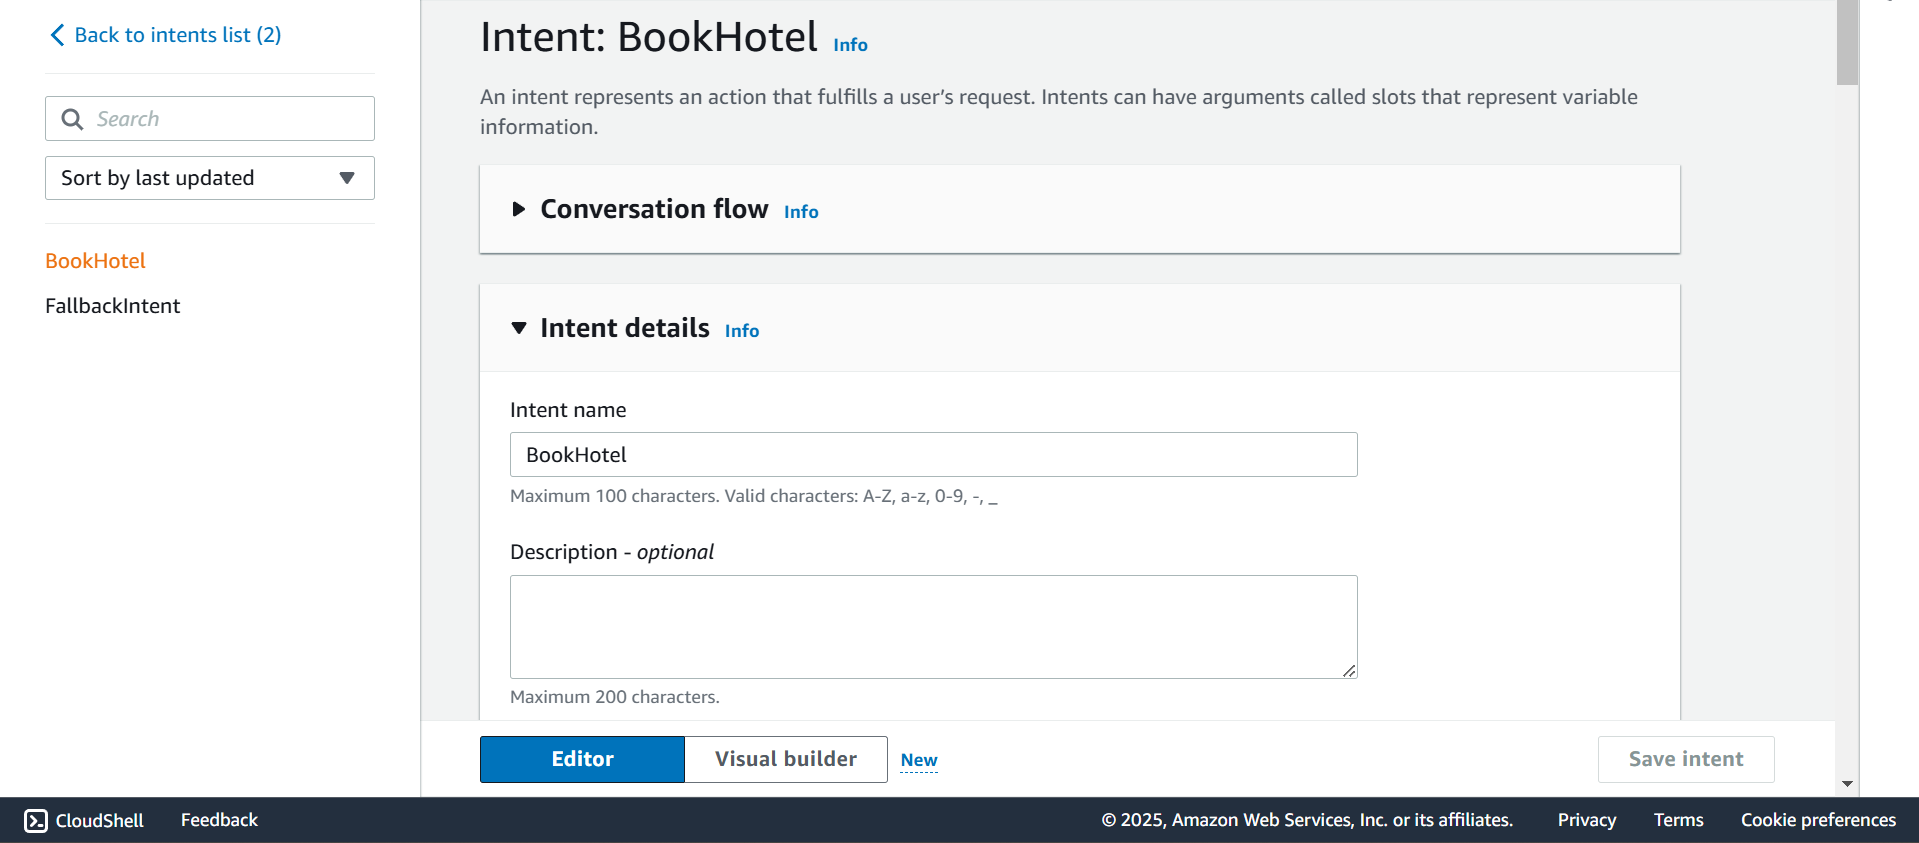 Back to intents list (2)
Search
Sort by last updated
BookHotel
FallbackIntent
Intent: BookHotel Info
An intent represents an action that fulfills a user’s request. Intents can have arguments called slots that represent variable
information.
Conversation flow Info
Intent details Info
Intent name
BookHotel
Maximum 100 characters. Valid characters: A-Z, a-z, 0-9, -, _
Description - optional
Maximum 200 characters.
Editor Visual builder New Save intent
CloudShell Feedback © 2025, Amazon Web Services, Inc. or its affiliates. Privacy Terms Cookie preferences